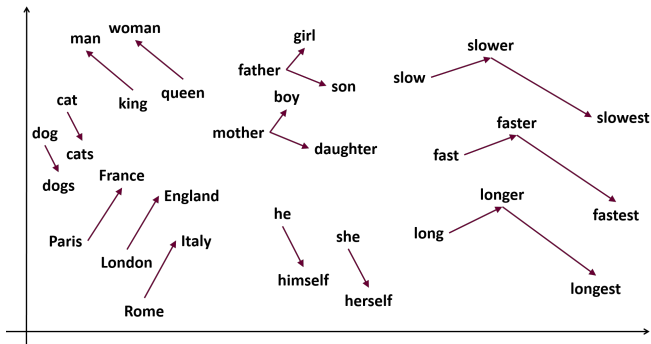 man
woman
king
queen
cat
cats
dog
dogs
France
England
Italy
Paris
London
Rome
girl
father
son
boy
mother
daughter
he
himself
she
herself
slower
slow
slowest
faster
fast
fastest
longer
long
longest